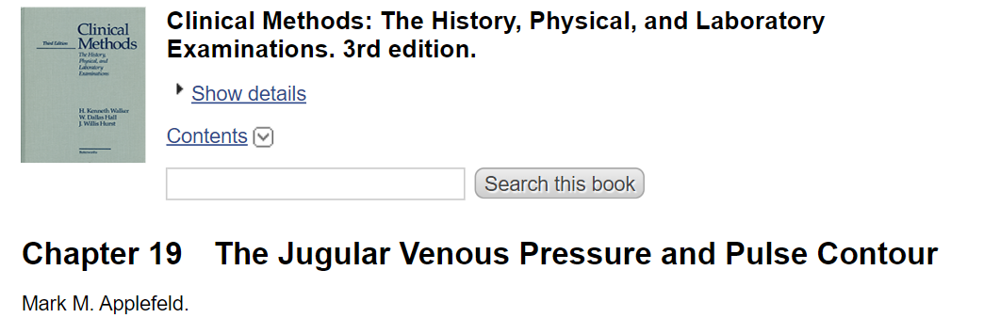 Clinical
Third Edition Methods
The History,
Physical, and
Laboratory
Examinations
H. Kenneth Walker
W. Dallas Hall
J. Willis Hurst
Butterworths
Clinical Methods: The History, Physical, and Laboratory
Examinations. 3rd edition.
Show details
Contents
Search this book
Chapter 19 The Jugular Venous Pressure and Pulse Contour
Mark M. Applefeld.